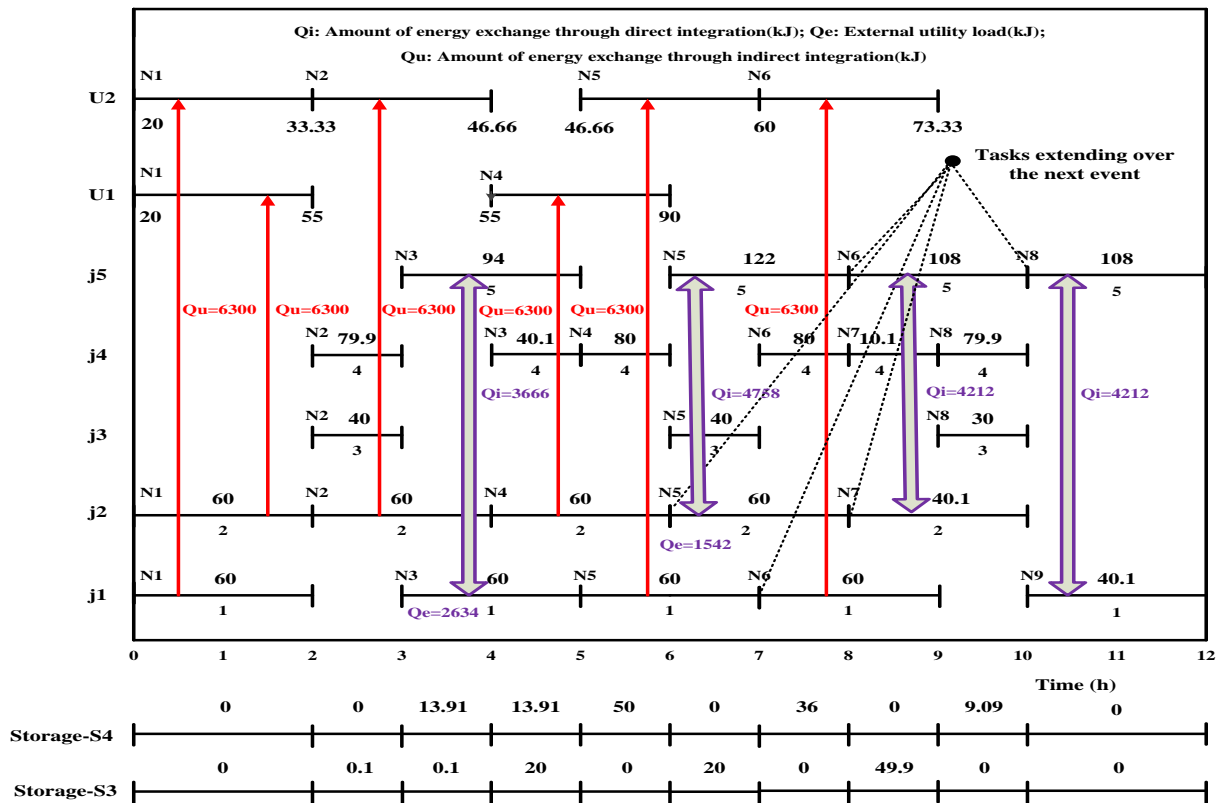 Qi: Amount of energy exchange through direct integration(kJ); Qe: External utility load(kJ);
Qu: Amount of energy exchange through indirect integration(kJ)
N1 N2 N5 N6
U2
20 33.33 46.66 46.66 60 73.33
Tasks extending over
the next event
N1 N4
U1
20 55 55 90
N3 94 N5 122 N6 108 N8 108
j5
5 5 5 5
Qu=6300 Qu=6300 Qu=6300 Qu=6300 Qu=6300 Qu=6300
N2 79.9 N3 40.1 N4 80 N6 80 N7 10.1 N8 79.9
j4
4 4 4 4 4 4
Qi=3666 Qi=4758 Qi=4212 Qi=4212
N2 40 N5 40 N8 30
j3
3 3 3
N1 60 N2 60 N4 60 N5 60 N7 40.1
j2
2 2 2 2 2
Qe=1542
N1 60 N3 60 N5 60 N6 60 N9 40.1
j1
1 1 1 1 1
Qe=2634
0 1 2 3 4 5 6 7 8 9 10 11 12
Time (h)
0 0 13.91 13.91 50 0 36 0 9.09 0
Storage-S4
0 0.1 0.1 20 0 20 0 49.9 0 0
Storage-S3